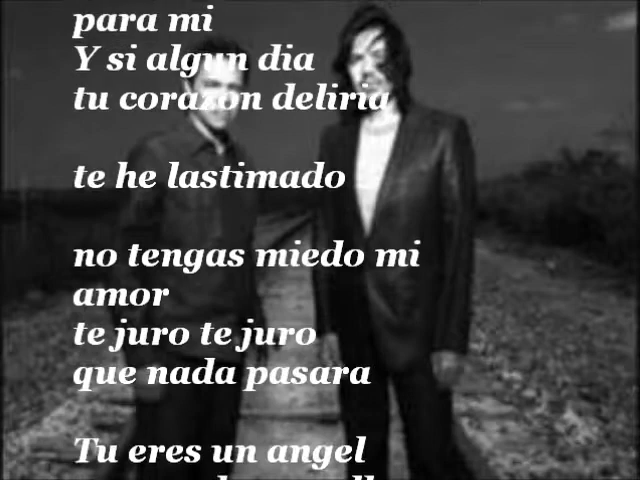 para mi
Y si algun dia
tu corazon deliria
te he lastimado
no tengas miedo mi
amor
te juro te juro
que nada pasara
Tu eres un angel